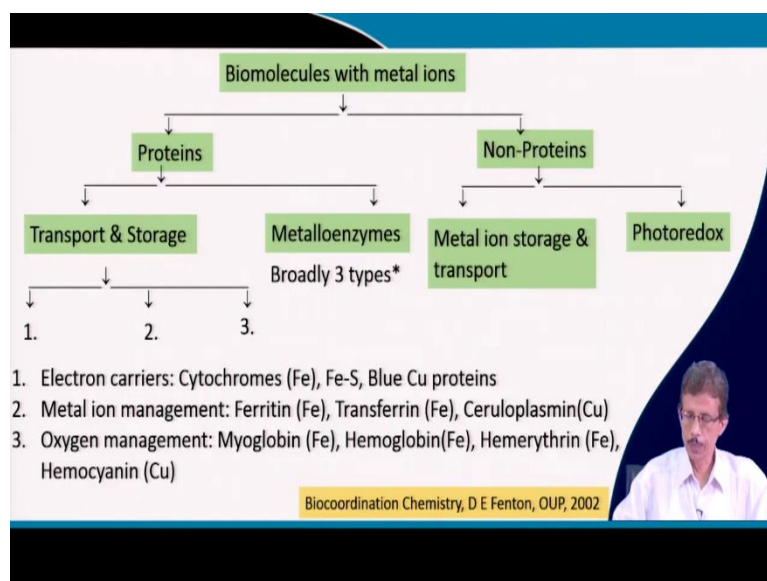 Biomolecules with metal ions
Proteins
Non-Proteins
Transport & Storage
Metalloenzymes
Metal ion storage &
transport
Photoredox
Broadly 3 types*
1.
2.
3.
1. Electron carriers: Cytochromes (Fe), Fe-S, Blue Cu proteins
2. Metal ion management: Ferritin (Fe), Transferrin (Fe), Ceruloplasmin(Cu)
3. Oxygen management: Myoglobin (Fe), Hemoglobin(Fe), Hemerythrin (Fe),
Hemocyanin (Cu)
Biocoordination Chemistry, D E Fenton, OUP, 2002